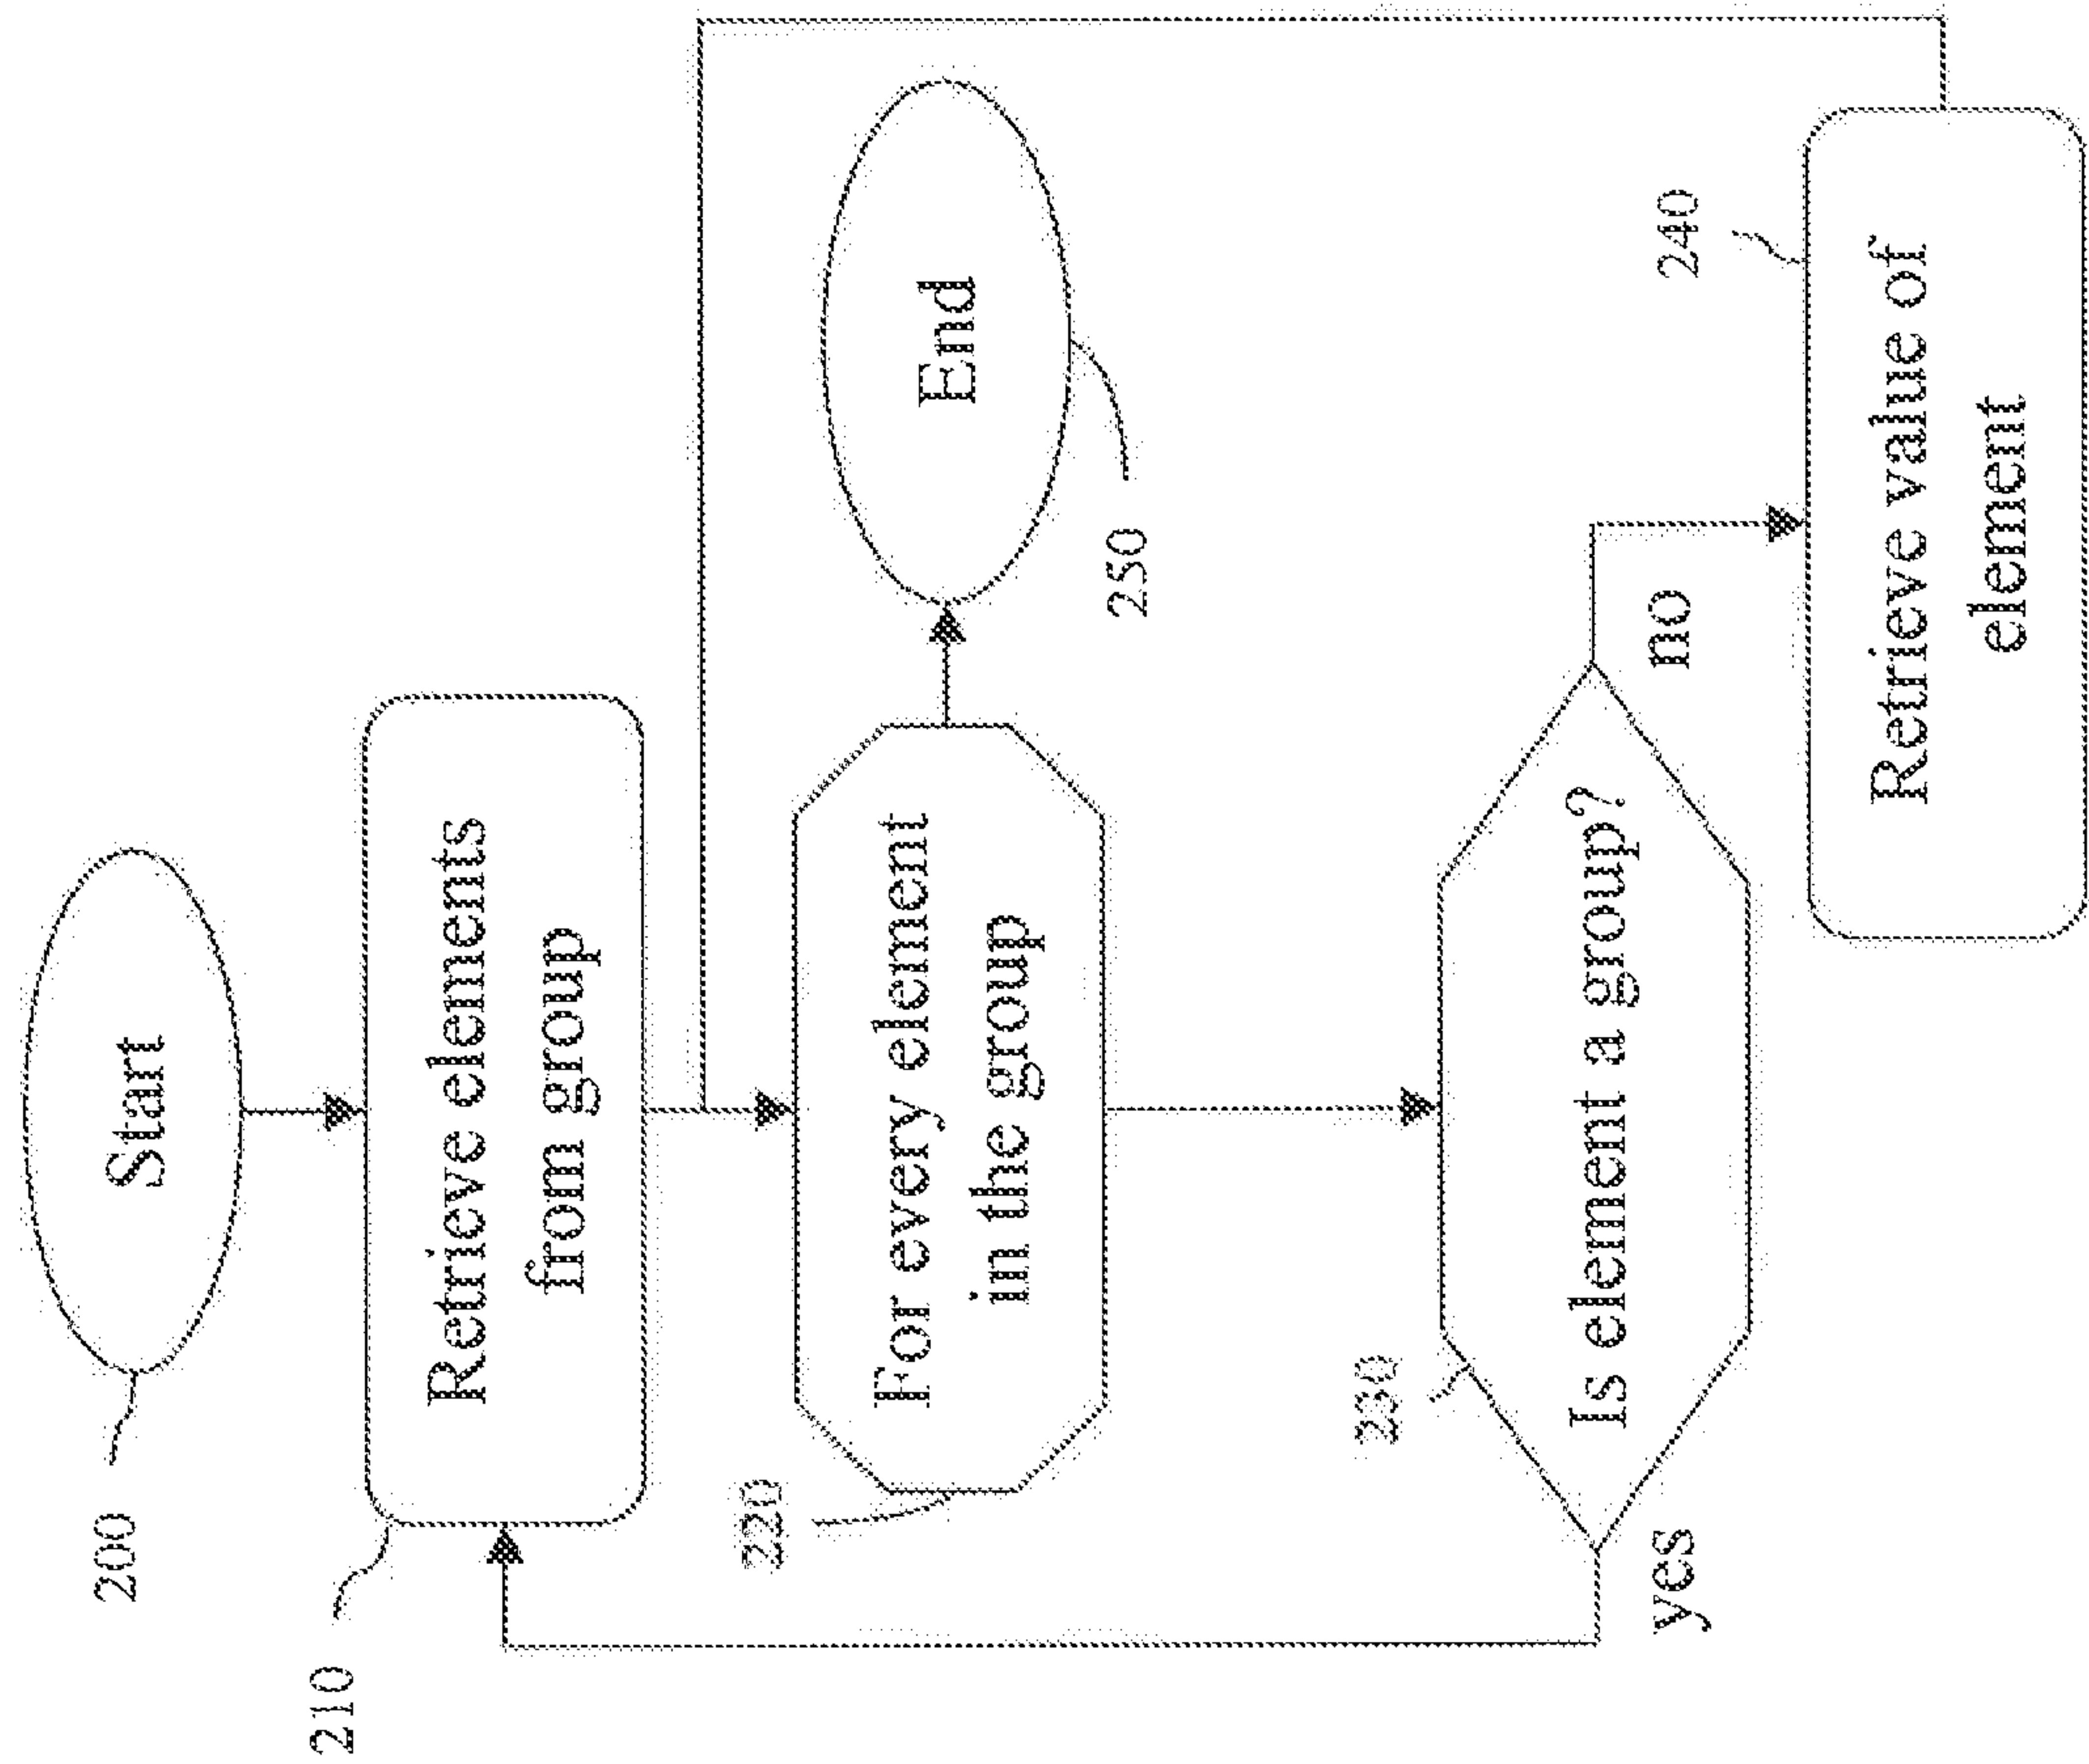 200
Start
210
Retrieve elements
from group
220
For every element
in the group
End
250
230
Is element a group?
yes
no
240
Retrieve value of
element